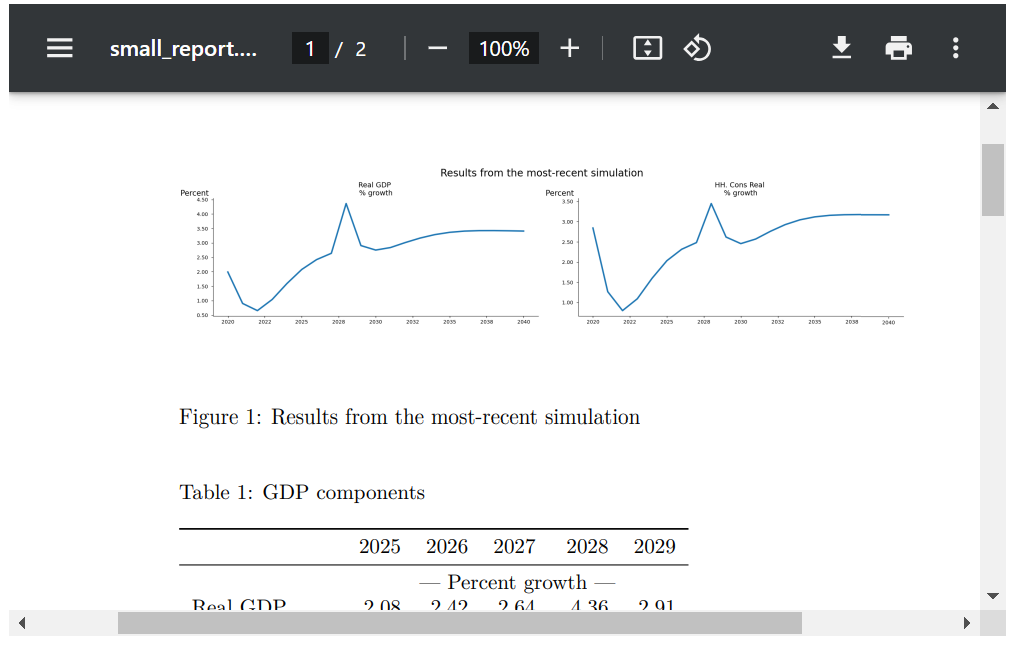 small_report.... 1 / 2 100%
Results from the most-recent simulation
Real GDP
% growth
Percent
4.50
4.00
3.50
3.00
2.50
2.00
1.50
1.00
0.50
2020 2022 2025 2028 2030 2032 2035 2038 2040
HH. Cons Real
% growth
Percent
3.50
3.00
2.50
2.00
1.50
1.00
2020 2022 2025 2028 2030 2032 2035 2038 2040
Figure 1: Results from the most-recent simulation
Table 1: GDP components
2025 2026 2027 2028 2029
— Percent growth —
Real GDP 2.08 2.42 2.64 4.36 2.91